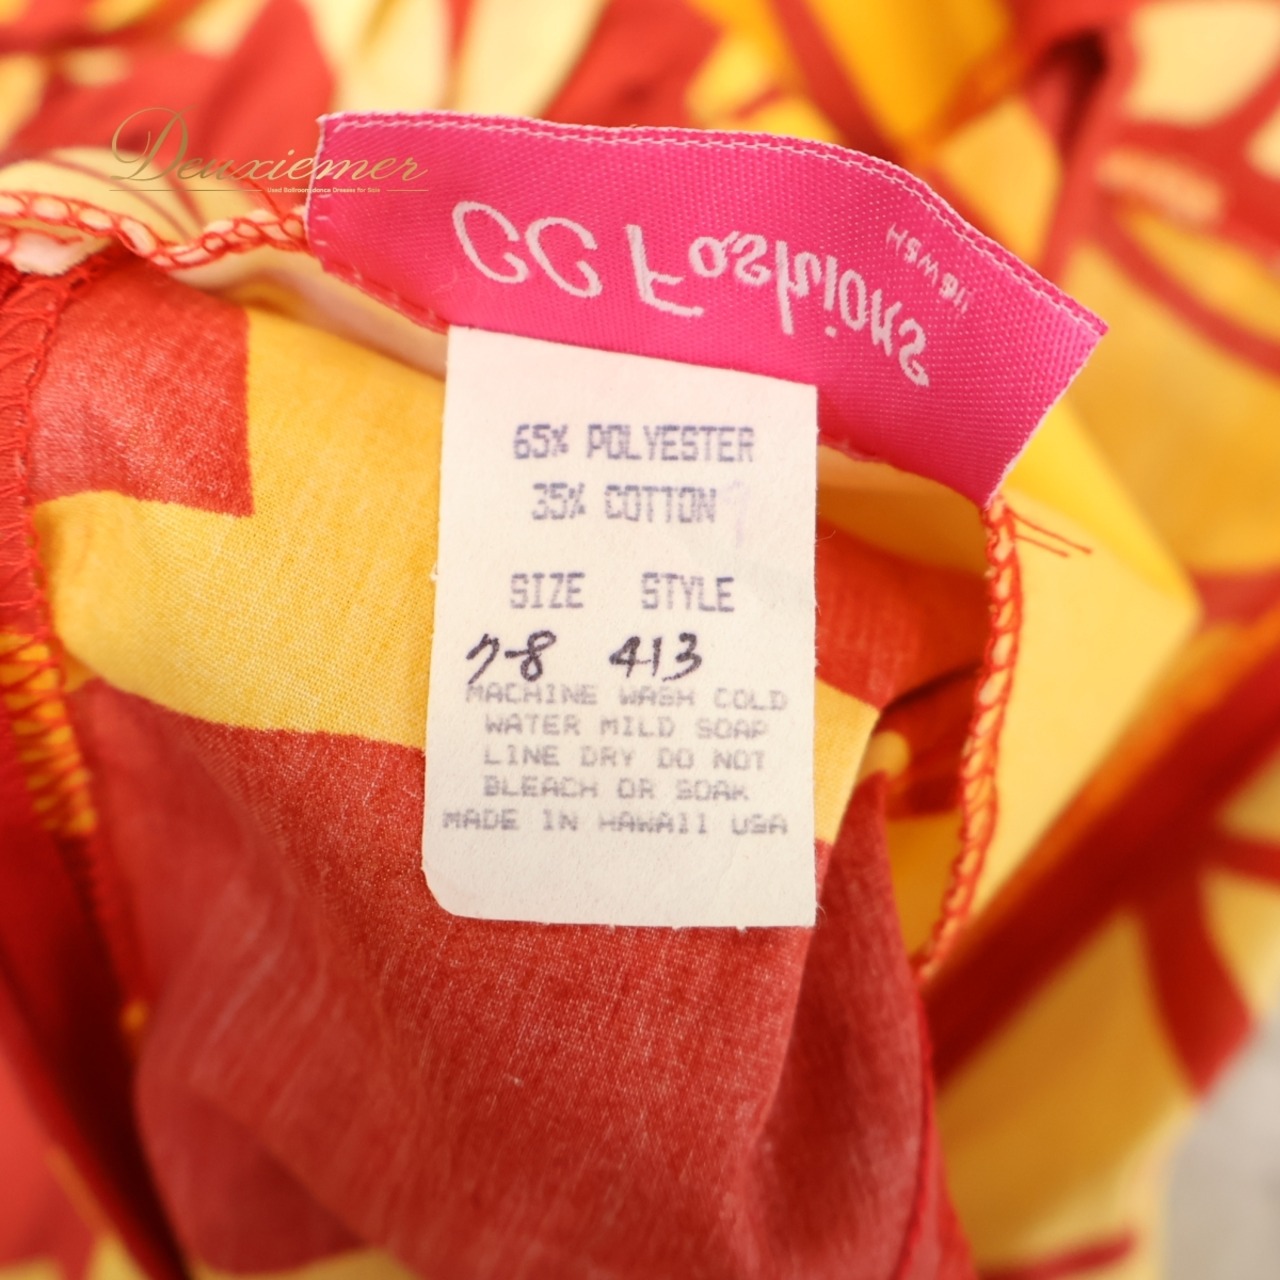 Deuxiemer
Used Ballroom dance Dresses for Sale
CC Fashions
Hawaii
65% POLYESTER
35% COTTON
SIZE STYLE
7-8 413
MACHINE WASH COLD
WATER MILD SOAP
LINE DRY DO NOT
BLEACH OR SOAK
MADE IN HAWAII USA